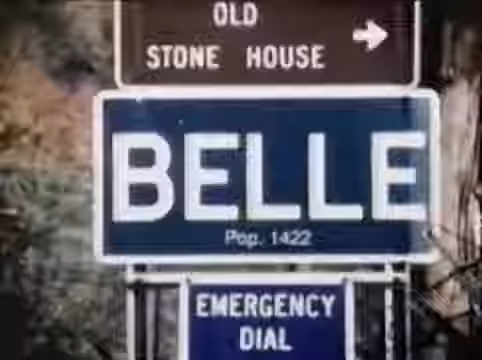 OLD
STONE HOUSE
BELLE
Pop. 1422
EMERGENCY
DIAL